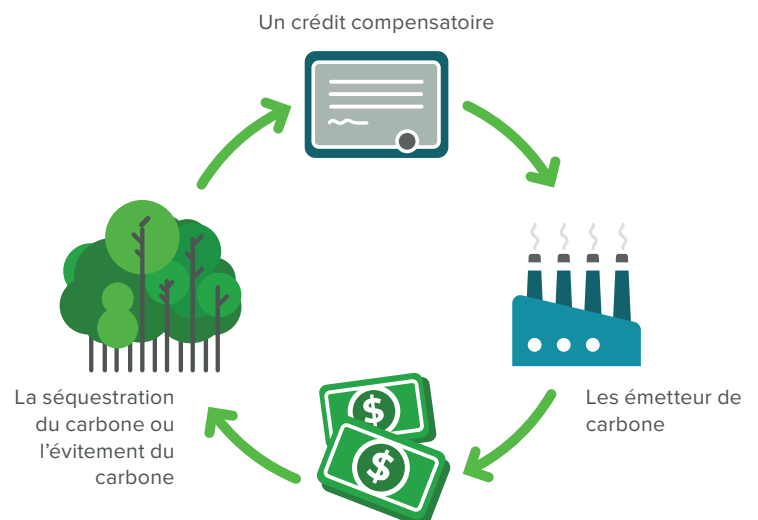 Un crédit compensatoire
La séquestration
du carbone ou
l'évitement du
carbone
Les émetteur de
carbone
$
$